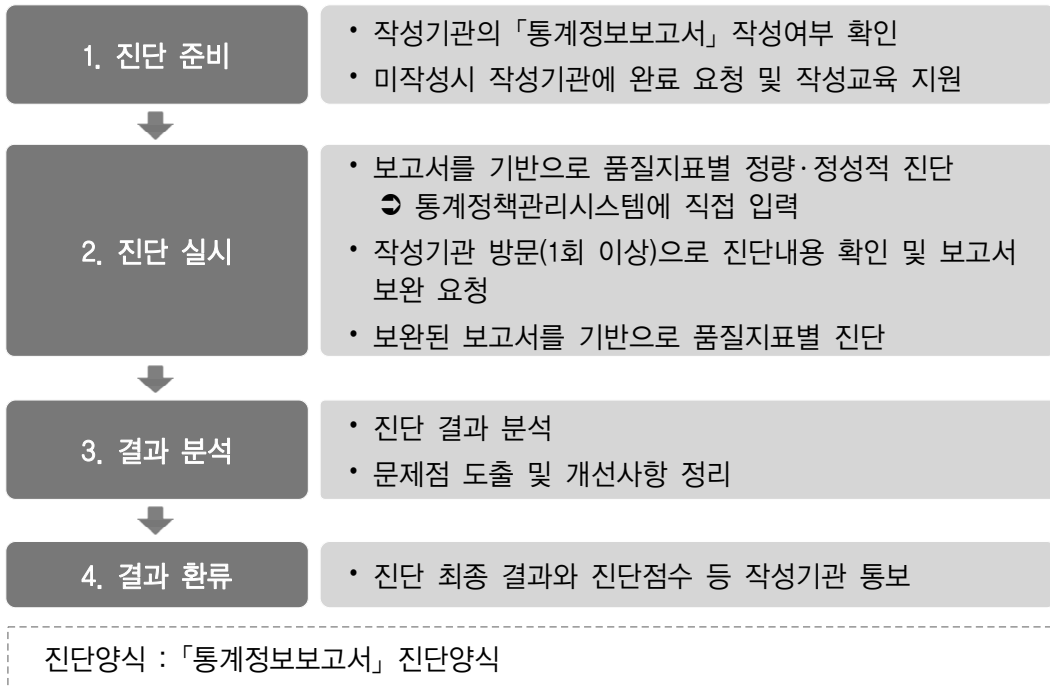 1. 진단 준비
• 작성기관의 「통계정보보고서」 작성여부 확인
• 미작성시 작성기관에 완료 요청 및 작성교육 지원
2. 진단 실시
• 보고서를 기반으로 품질지표별 정량·정성적 진단
➲ 통계정책관리시스템에 직접 입력
• 작성기관 방문(1회 이상)으로 진단내용 확인 및 보고서
보완 요청
• 보완된 보고서를 기반으로 품질지표별 진단
3. 결과 분석
• 진단 결과 분석
• 문제점 도출 및 개선사항 정리
4. 결과 환류
• 진단 최종 결과와 진단점수 등 작성기관 통보
진단양식 : 「통계정보보고서」 진단양식